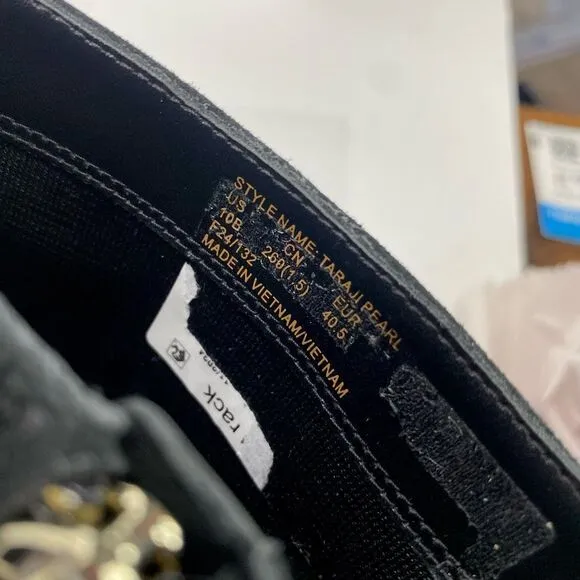 STYLE NAME TARAJI PEARL
US CN EUR
10B 260(1.5) 40.5
F24/132
MADE IN VIETNAM/VIETNAM
rack